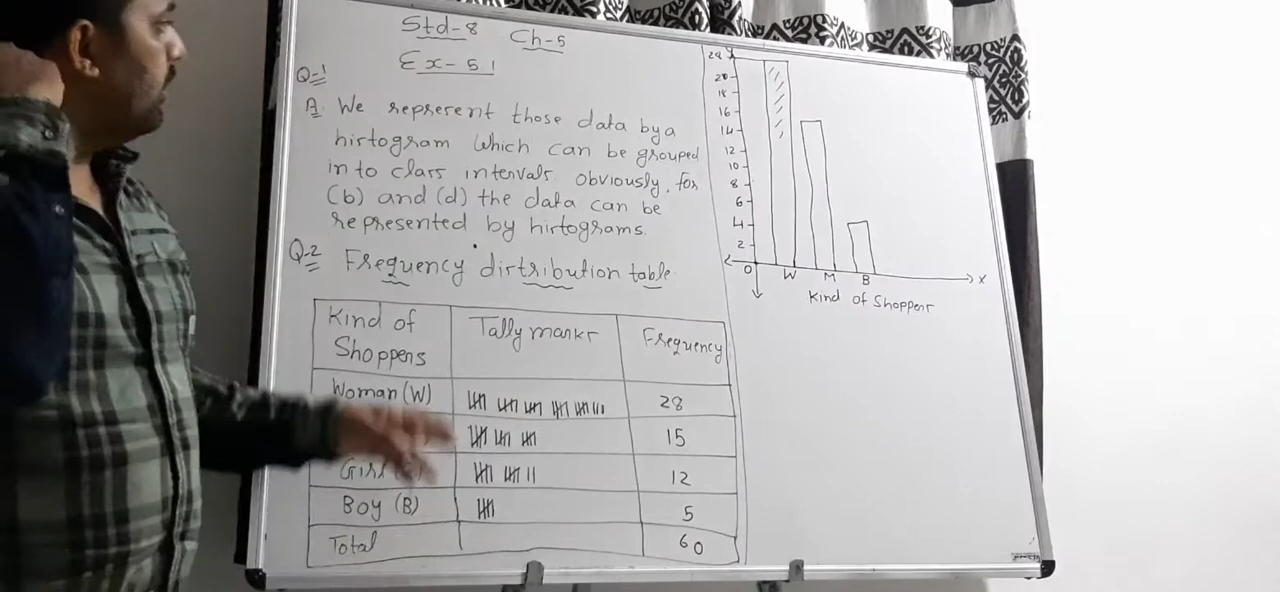 Std-8 Ch-5
Ex-5.1
Q-1
A. We represent those data by a
histogram which can be grouped
in to class intervals. obviously, for
(b) and (d) the data can be
represented by histograms.
Q-2 Frequency distribution table
Kind of Shoppers Tally marks Frequency
Woman (W) 28
15
Girl 12
Boy (B) 5
Total 60
28
20
18
16
14
12
10
8
6
4
2
O W M B X
Kind of Shoppers